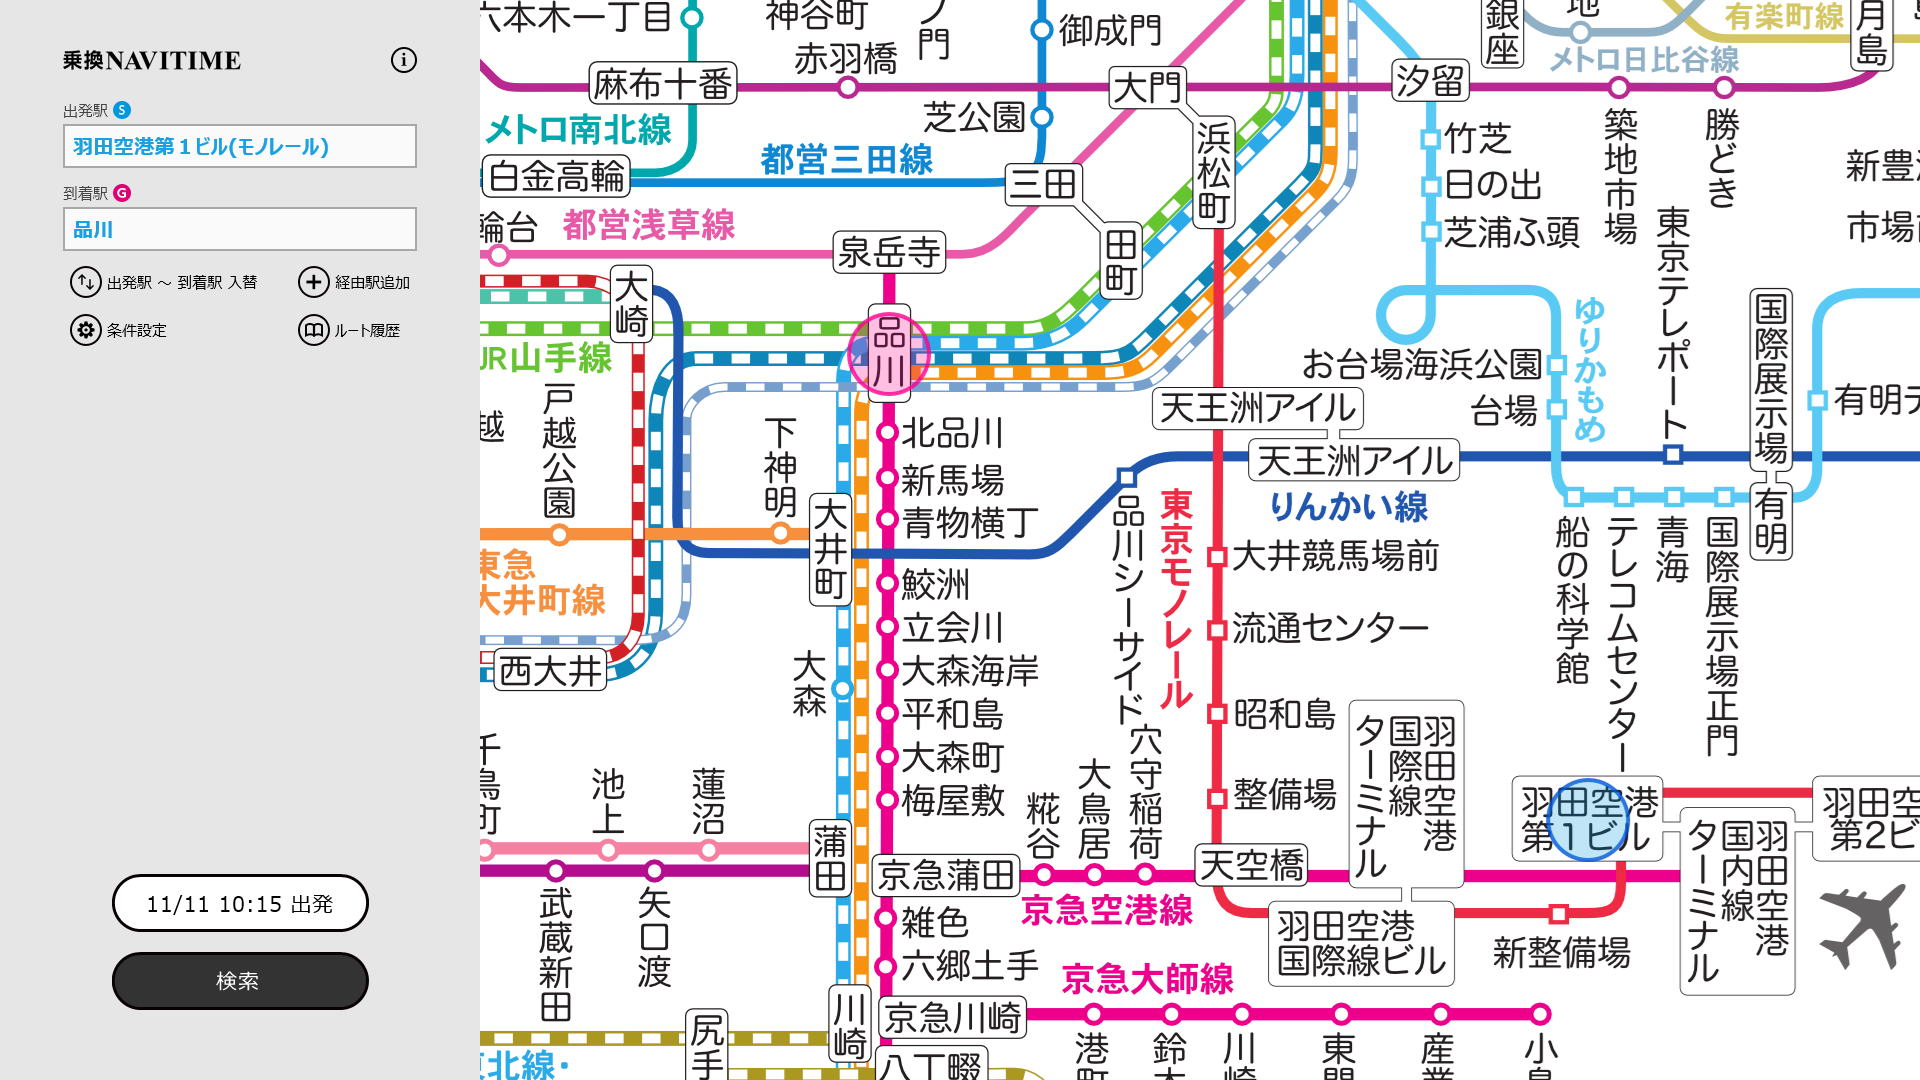 乗換NAVITIME
出発駅 S
羽田空港第１ビル(モノレール)
到着駅 G
品川
出発駅 ～ 到着駅 入替
経由駅追加
条件設定
ルート履歴
11/11 10:15 出発
検索
六本木一丁目
神谷町
門
赤羽橋
御成門
麻布十番
大門
汐留
銀座
メトロ日比谷線
有楽町線
月島
メトロ南北線
芝公園
都営三田線
白金高輪
三田
浜松町
竹芝
日の出
芝浦ふ頭
築地市場
勝どき
新豊
市場
輪台
都営浅草線
泉岳寺
田町
東京テレポート
大崎
品川
JR山手線
ゆりかもめ
国際展示場
お台場海浜公園
台場
有明テ
越
戸越公園
下神明
北品川
新馬場
青物横丁
天王洲アイル
天王洲アイル
りんかい線
有明
東急
大井町線
大井町
品川シーサイド
東京モノレール
大井競馬場前
船の科学館
テレコムセンター
青海
国際展示場正門
鮫洲
立会川
大森海岸
平和島
大森町
梅屋敷
流通センター
西大井
大森
昭和島
整備場
羽田空港
国際線
ターミナル
千鳥町
池上
蓮沼
蒲田
糀谷
大鳥居
穴守稲荷
羽田空港
第1ビル
羽田空
第2ビ
羽田空港
国内線
ターミナル
京急蒲田
天空橋
京急空港線
武蔵新田
矢口渡
雑色
六郷土手
羽田空港
国際線ビル
新整備場
京急大師線
川崎
京急川崎
尻手
八丁畷
東北線・
港町
鈴木
川崎
東門
産業
小島